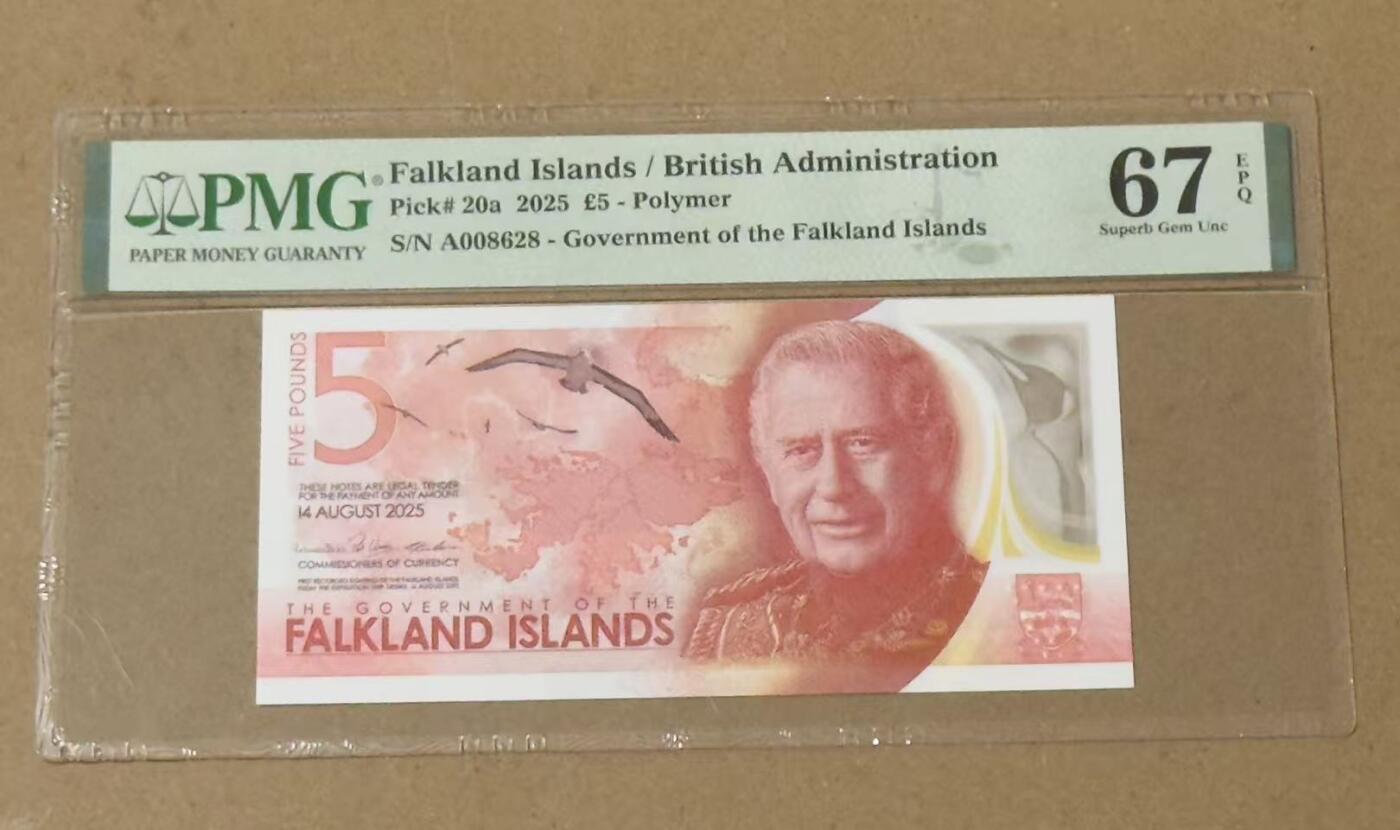 PMG®
PAPER MONEY GUARANTY
Falkland Islands / British Administration
Pick# 20a 2025 £5 - Polymer
S/N A008628 - Government of the Falkland Islands
67
EPQ
Superb Gem Unc
FIVE POUNDS
5
THESE NOTES ARE LEGAL TENDER
FOR THE PAYMENT OF ANY AMOUNT
14 AUGUST 2025
COMMISSIONERS OF CURRENCY
THE GOVERNMENT OF THE
FALKLAND ISLANDS